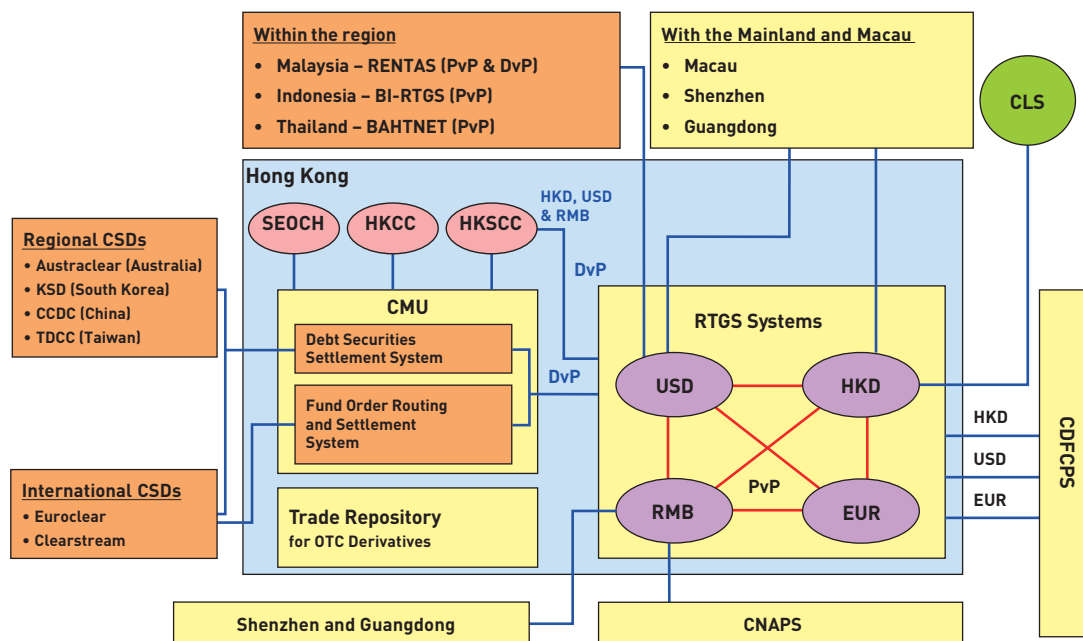 Within the region
• Malaysia – RENTAS (PvP & DvP)
• Indonesia – BI-RTGS (PvP)
• Thailand – BAHTNET (PvP)
With the Mainland and Macau
• Macau
• Shenzhen
• Guangdong
CLS
Hong Kong
SEOCH
HKCC
HKSCC
HKD, USD
& RMB
DvP
Regional CSDs
• Austraclear (Australia)
• KSD (South Korea)
• CCDC (China)
• TDCC (Taiwan)
CMU
Debt Securities
Settlement System
Fund Order Routing
and Settlement
System
DvP
RTGS Systems
USD
HKD
PvP
RMB
EUR
HKD
USD
EUR
CDFCPS
International CSDs
• Euroclear
• Clearstream
Trade Repository
for OTC Derivatives
Shenzhen and Guangdong
CNAPS